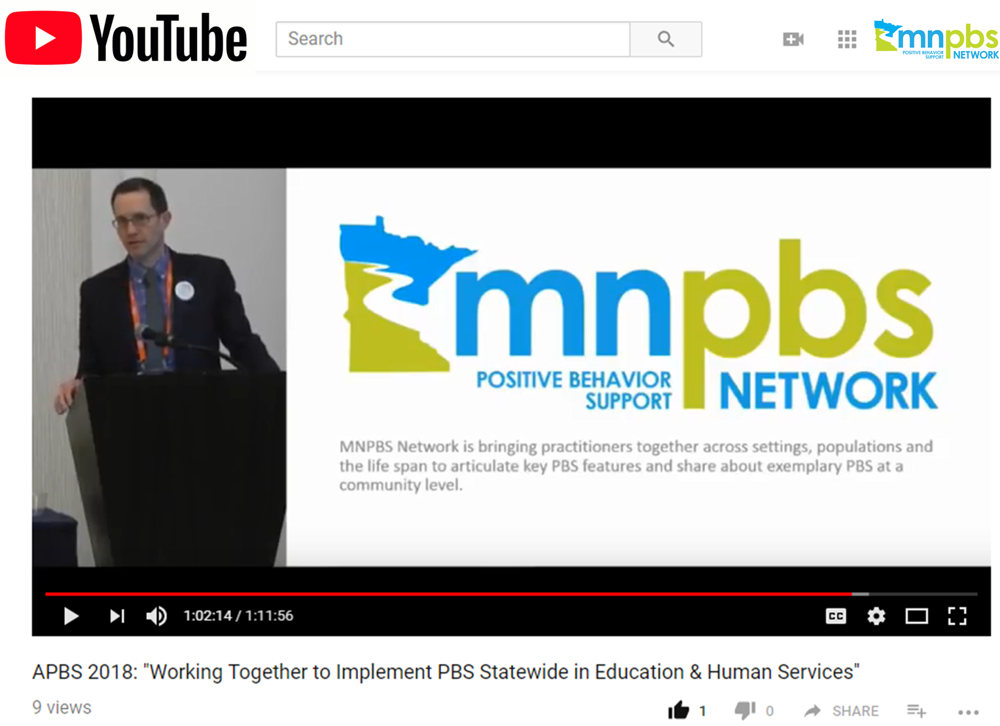 YouTube
Search
mnpbs
POSITIVE BEHAVIOR
SUPPORT
NETWORK
mnpbs
POSITIVE BEHAVIOR
SUPPORT
NETWORK
MNPBS Network is bringing practitioners together across settings, populations and
the life span to articulate key PBS features and share about exemplary PBS at a
community level.
1:02:14 / 1:11:56
CC
APBS 2018: "Working Together to Implement PBS Statewide in Education & Human Services"
9 views
1
0
SHARE